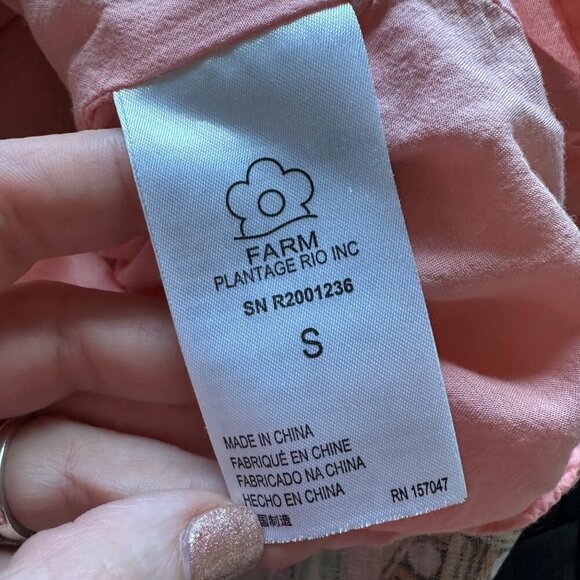 FARM
PLANTAGE RIO INC
SN R2001236
S
MADE IN CHINA
FABRIQUÉ EN CHINE
FABRICADO NA CHINA
HECHO EN CHINA RN 157047
国制造